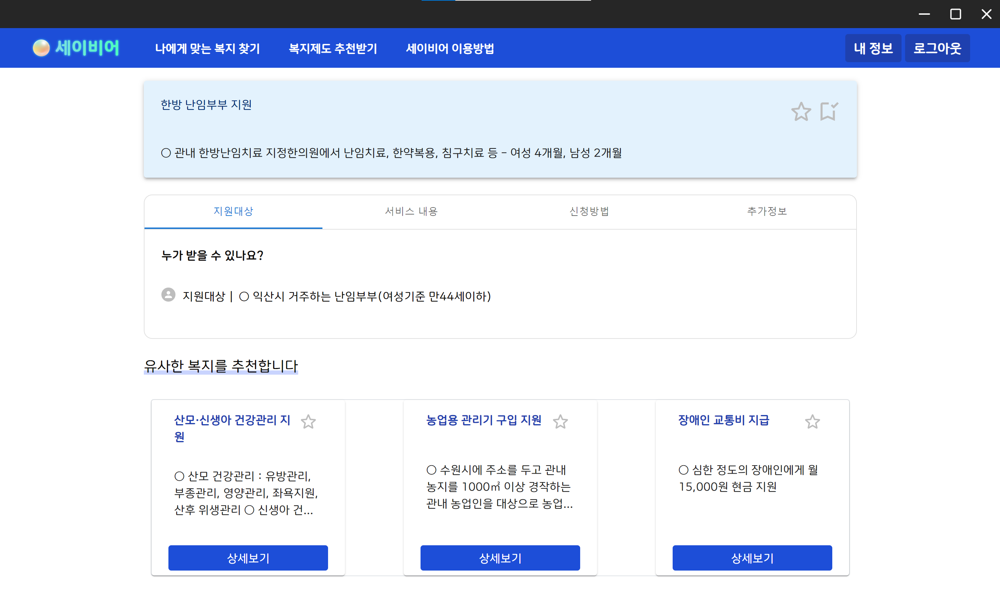 세이비어
나에게 맞는 복지 찾기
복지제도 추천받기
세이비어 이용방법
내 정보
로그아웃
한방 난임부부 지원
○ 관내 한방난임치료 지정한의원에서 난임치료, 한약복용, 침구치료 등 – 여성 4개월, 남성 2개월
지원대상
서비스 내용
신청방법
추가정보
누가 받을 수 있나요?
지원대상 | ○ 익산시 거주하는 난임부부(여성기준 만44세이하)
유사한 복지를 추천합니다
산모·신생아 건강관리 지
원
○ 산모 건강관리 : 유방관리,
부종관리, 영양관리, 좌욕지원,
산후 위생관리 ○ 신생아 건...
상세보기
농업용 관리기 구입 지원
○ 수원시에 주소를 두고 관내
농지를 1000㎡ 이상 경작하는
관내 농업인을 대상으로 농업...
상세보기
장애인 교통비 지급
○ 심한 정도의 장애인에게 월
15,000원 현금 지원
상세보기